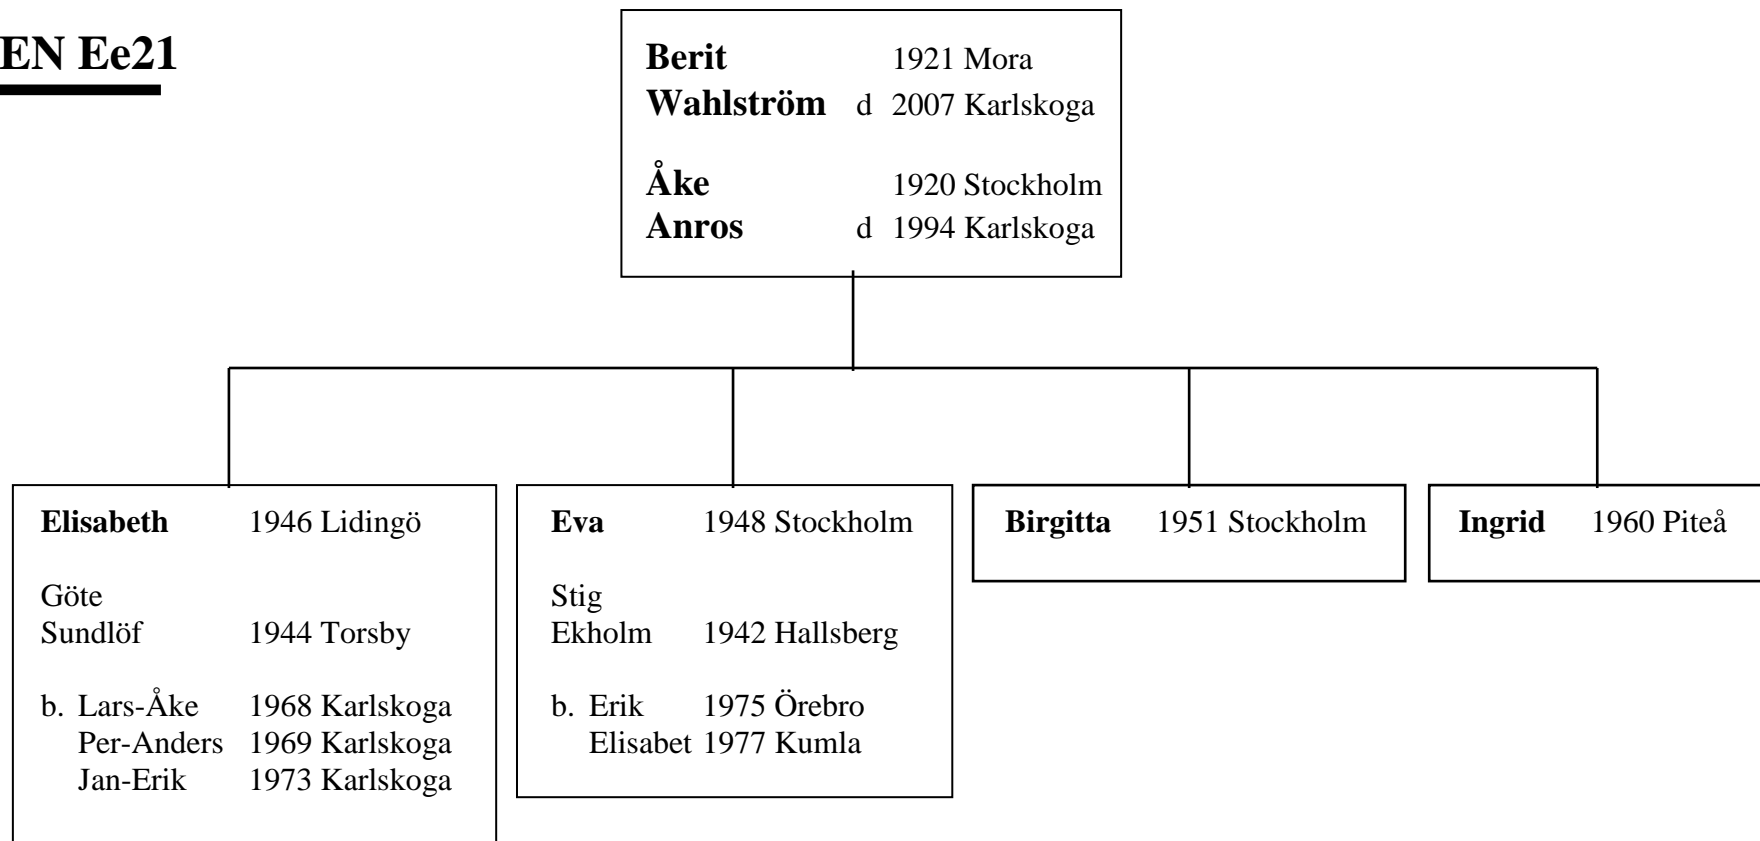 EN Ee21
Berit 1921 Mora
Wahlström d 2007 Karlskoga
Åke 1920 Stockholm
Anros d 1994 Karlskoga
Elisabeth 1946 Lidingö
Göte
Sundlöf 1944 Torsby
b. Lars-Åke 1968 Karlskoga
Per-Anders 1969 Karlskoga
Jan-Erik 1973 Karlskoga
Eva 1948 Stockholm
Stig
Ekholm 1942 Hallsberg
b. Erik 1975 Örebro
Elisabet 1977 Kumla
Birgitta 1951 Stockholm
Ingrid 1960 Piteå